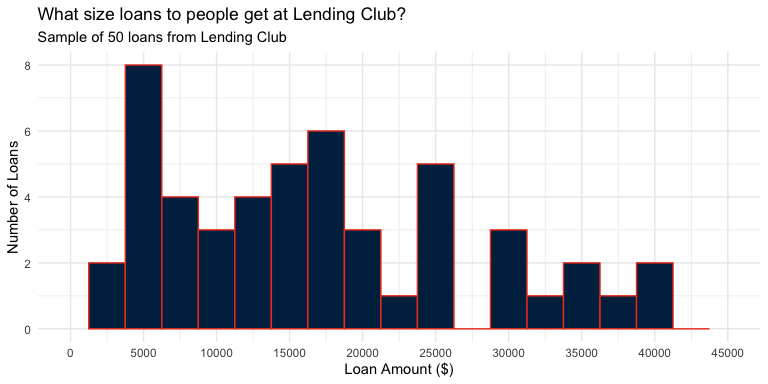 What size loans to people get at Lending Club?
Sample of 50 loans from Lending Club
8
6
4
2
0
Number of Loans
0 5000 10000 15000 20000 25000 30000 35000 40000 45000
Loan Amount ($)